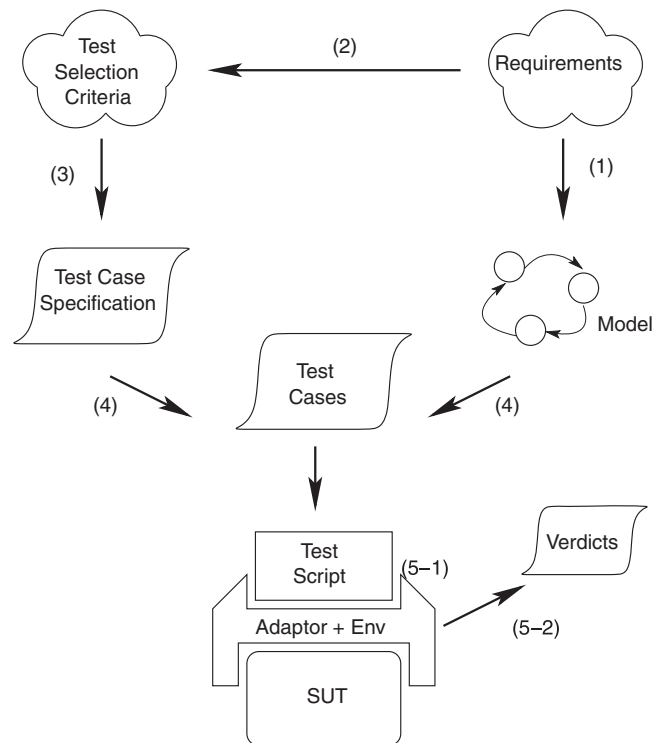 Test
Selection
Criteria
(2)
Requirements
(3)
(1)
Test Case
Specification
Model
Test
Cases
(4)
(4)
Test
Script
(5–1)
Verdicts
Adaptor + Env
(5–2)
SUT